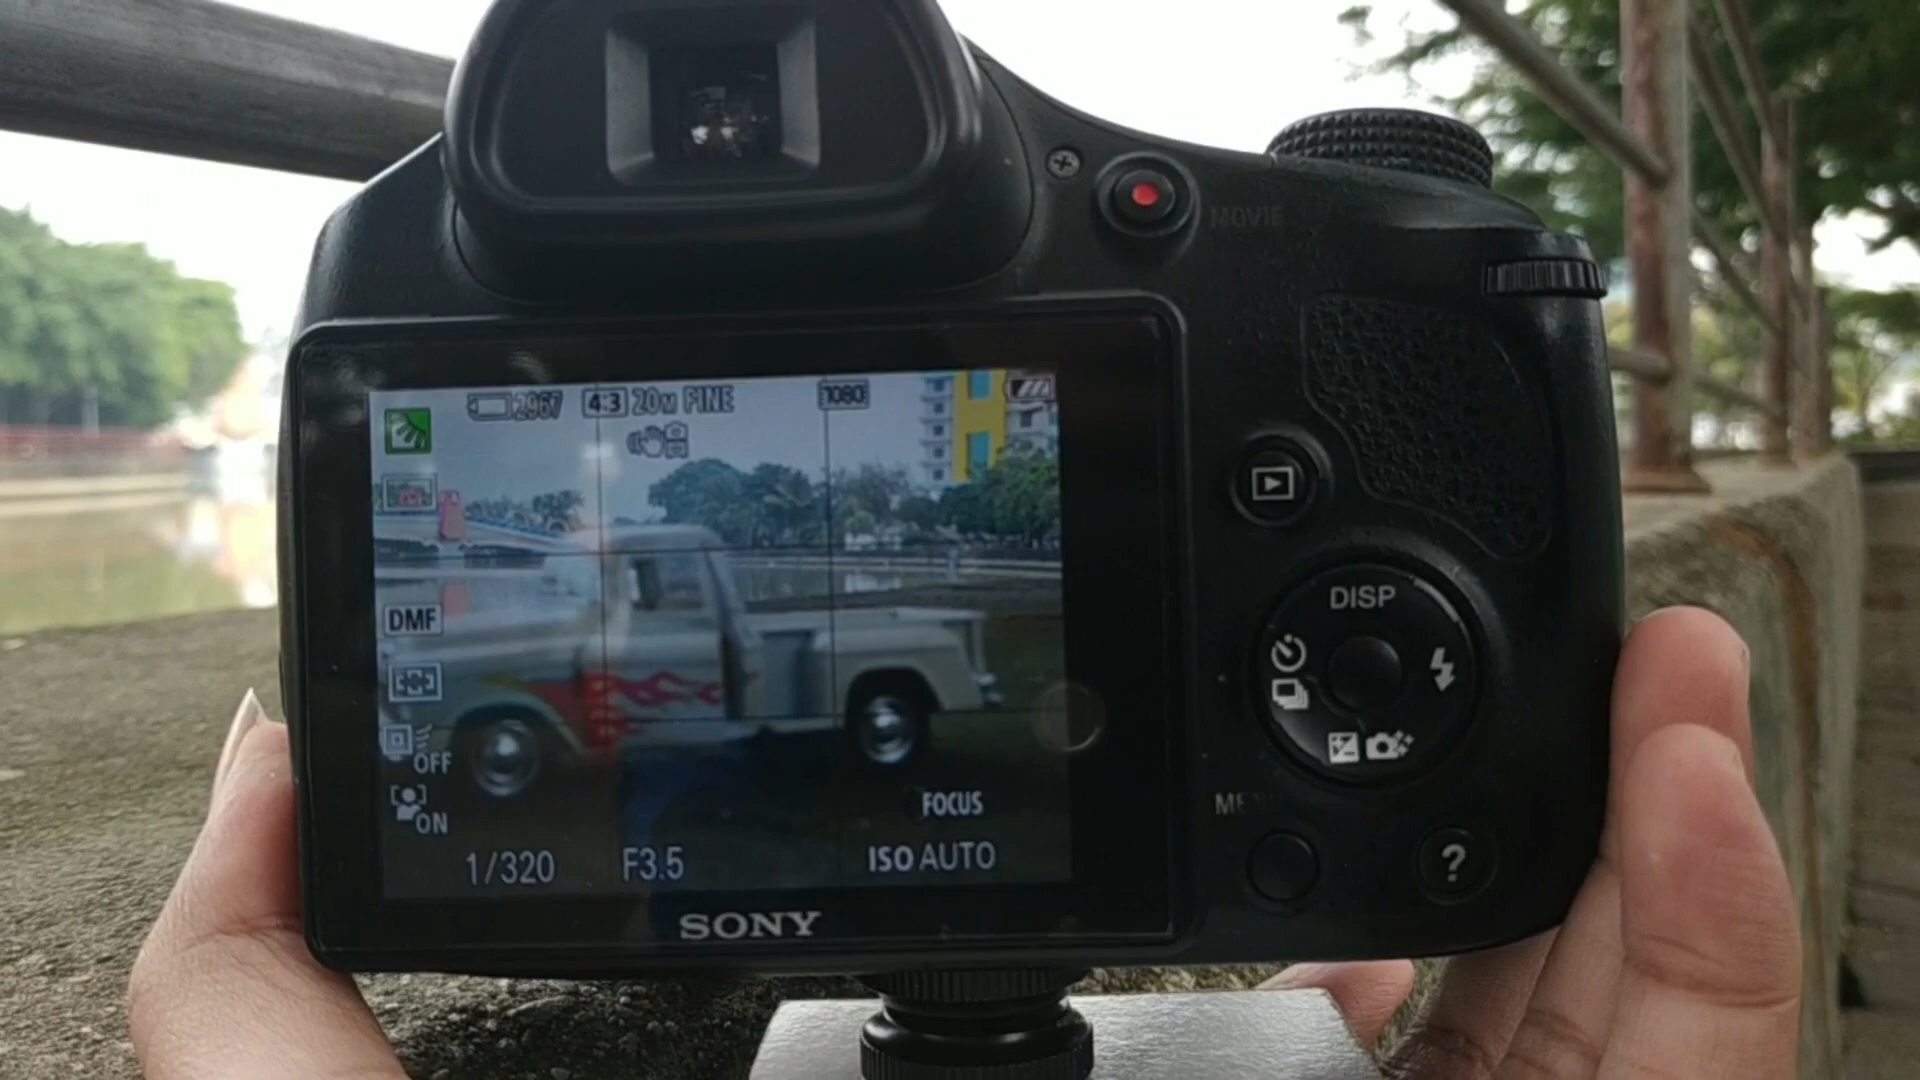 MOVIE
2967 4:3 20M FINE 1080
DMF
OFF
ON
FOCUS
1/320 F3.5 ISO AUTO
SONY
DISP
?